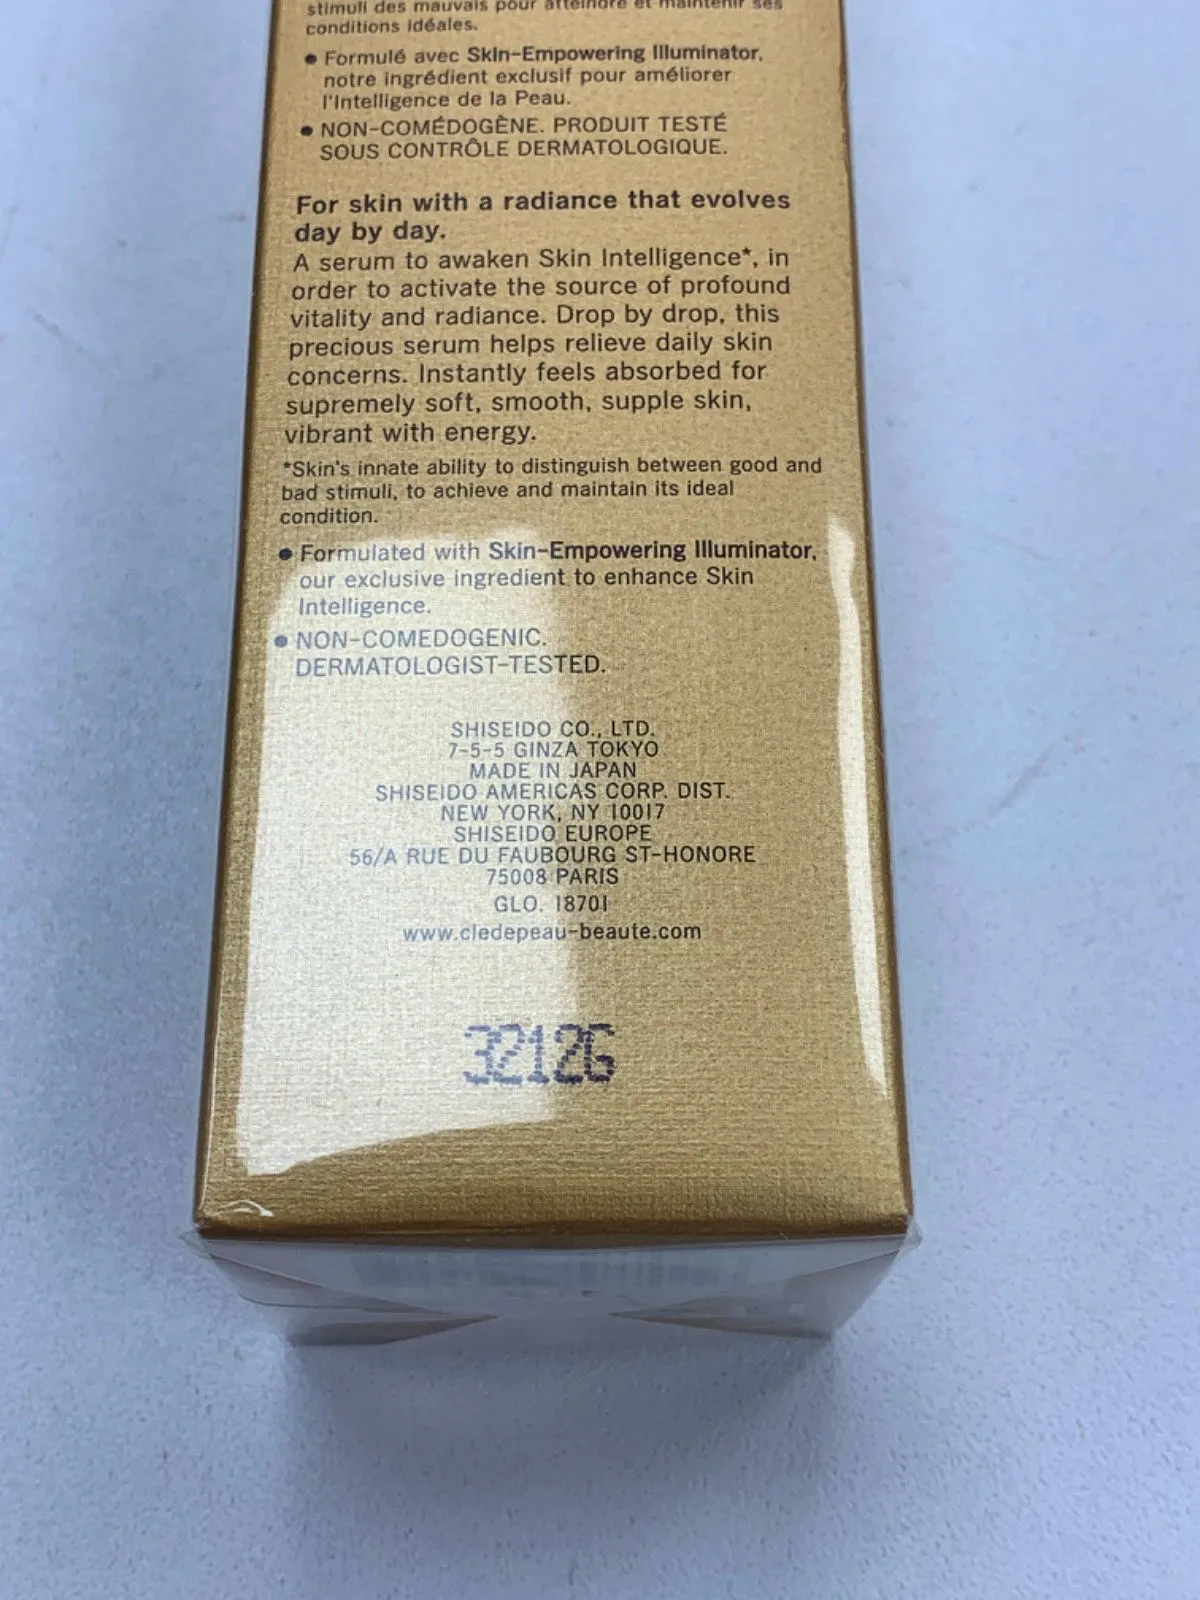 stimuli des mauvais pour atteindre et maintenir ses
conditions idéales.
● Formulé avec Skin-Empowering Illuminator,
notre ingrédient exclusif pour améliorer
l'Intelligence de la Peau.
● NON-COMÉDOGÈNE. PRODUIT TESTÉ
SOUS CONTRÔLE DERMATOLOGIQUE.
For skin with a radiance that evolves
day by day.
A serum to awaken Skin Intelligence*, in
order to activate the source of profound
vitality and radiance. Drop by drop, this
precious serum helps relieve daily skin
concerns. Instantly feels absorbed for
supremely soft, smooth, supple skin,
vibrant with energy.
*Skin's innate ability to distinguish between good and
bad stimuli, to achieve and maintain its ideal
condition.
● Formulated with Skin-Empowering Illuminator,
our exclusive ingredient to enhance Skin
Intelligence.
● NON-COMEDOGENIC.
DERMATOLOGIST-TESTED.
SHISEIDO CO., LTD.
7-5-5 GINZA TOKYO
MADE IN JAPAN
SHISEIDO AMERICAS CORP. DIST.
NEW YORK, NY 10017
SHISEIDO EUROPE
56/A RUE DU FAUBOURG ST-HONORE
75008 PARIS
GLO. 18701
www.cledepeau-beaute.com
3212G